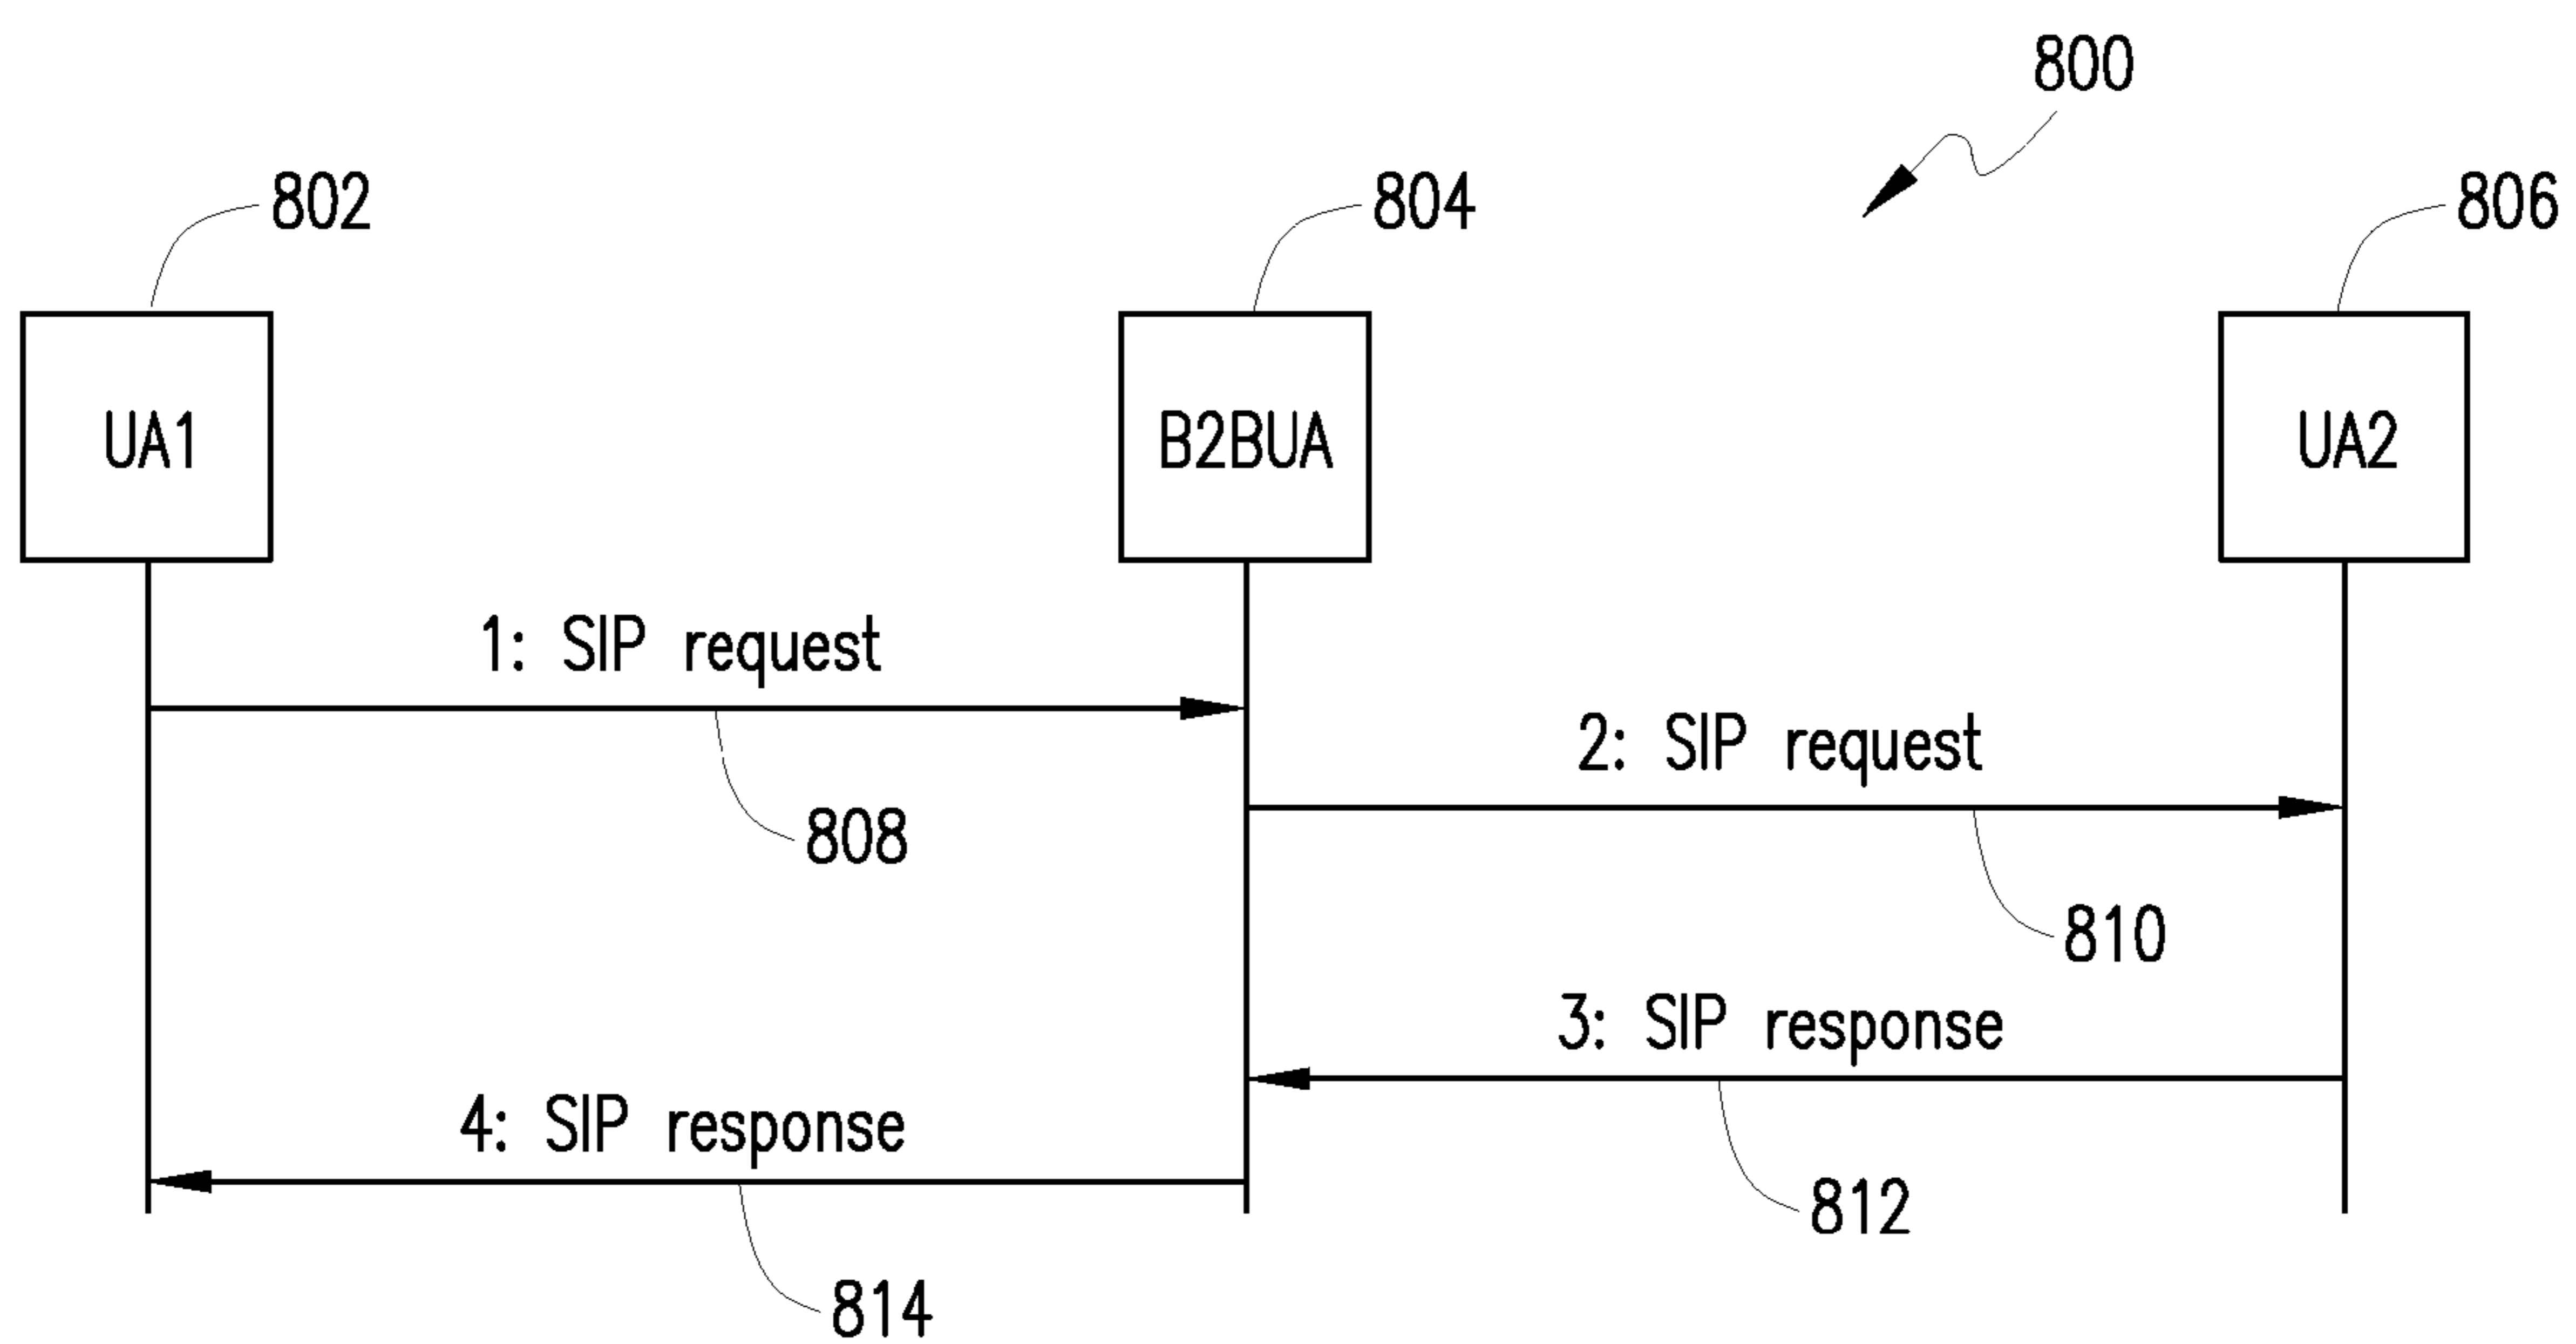 800
802
804
806
UA1
B2BUA
UA2
1: SIP request
2: SIP request
808
810
3: SIP response
4: SIP response
812
814